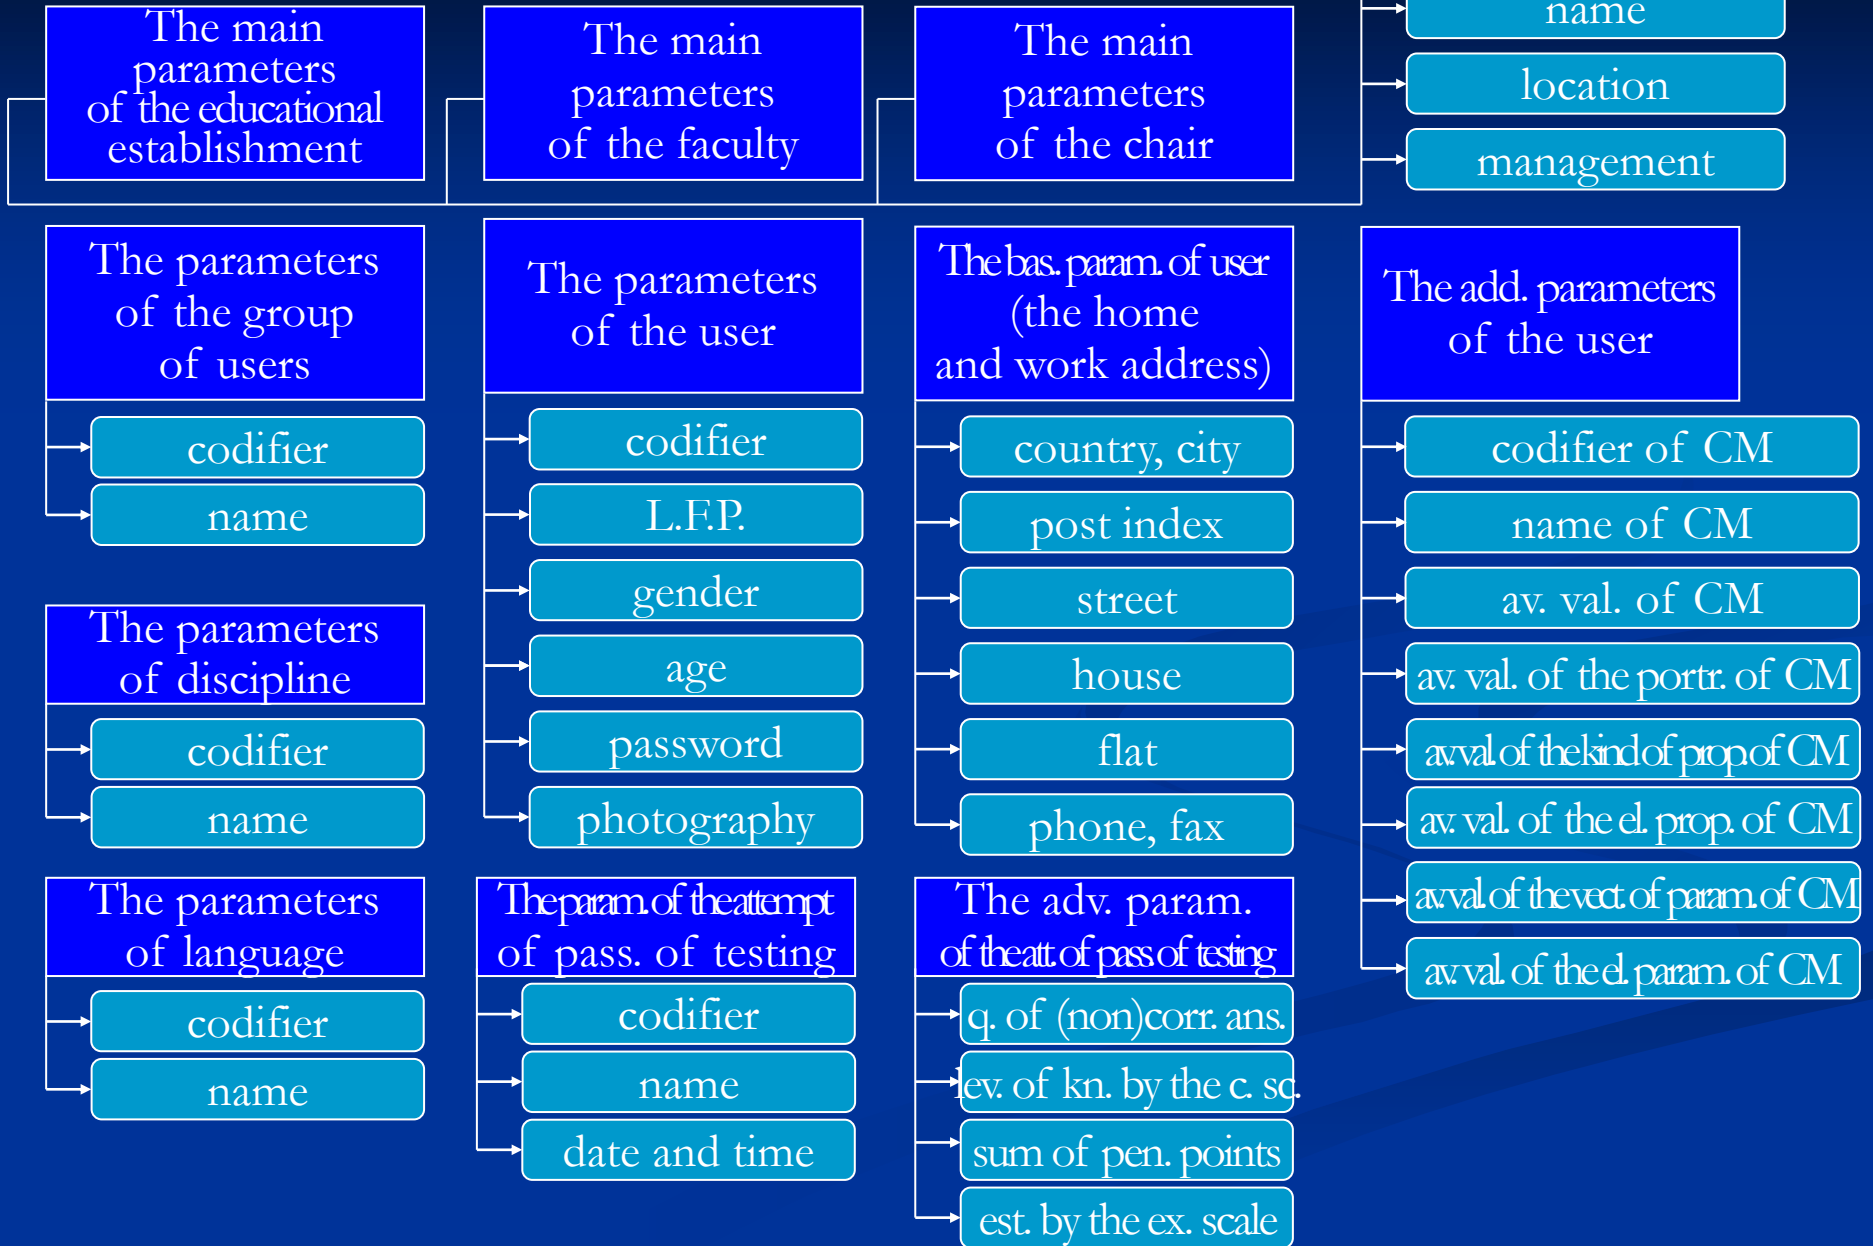 The main
parameters
of the educational
establishment
The main
parameters
of the faculty
The main
parameters
of the chair
name
location
management
The parameters
of the group
of users
codifier
name
The parameters
of the user
codifier
L.F.P.
gender
age
password
photography
The bas. param. of user
(the home
and work address)
country, city
post index
street
house
flat
phone, fax
The add. parameters
of the user
codifier of CM
name of CM
av. val. of CM
av. val. of the portr. of CM
av. val. of the kind of prop. of CM
av. val. of the el. prop. of CM
av. val. of the vect. of param. of CM
av. val. of the el. param. of CM
The parameters
of discipline
codifier
name
The parameters
of language
codifier
name
The param. of the attempt
of pass. of testing
codifier
name
date and time
The adv. param.
of the att. of pass. of testing
q. of (non)corr. ans.
lev. of kn. by the c. sc.
sum of pen. points
est. by the ex. scale